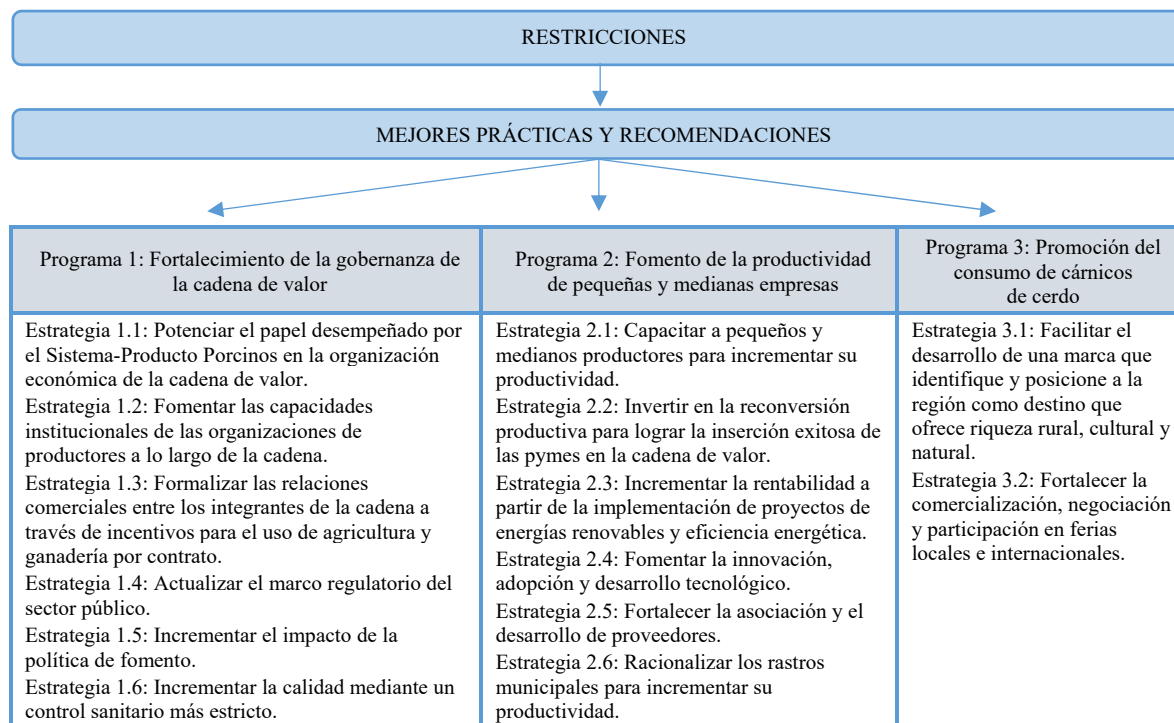 RESTRICCIONES
MEJORES PRÁCTICAS Y RECOMENDACIONES
Programa 1: Fortalecimiento de la gobernanza de
la cadena de valor
Estrategia 1.1: Potenciar el papel desempeñado por
el Sistema-Producto Porcinos en la organización
económica de la cadena de valor.
Estrategia 1.2: Fomentar las capacidades
institucionales de las organizaciones de
productores a lo largo de la cadena.
Estrategia 1.3: Formalizar las relaciones
comerciales entre los integrantes de la cadena a
través de incentivos para el uso de agricultura y
ganadería por contrato.
Estrategia 1.4: Actualizar el marco regulatorio del
sector público.
Estrategia 1.5: Incrementar el impacto de la
política de fomento.
Estrategia 1.6: Incrementar la calidad mediante un
control sanitario más estricto.
Programa 2: Fomento de la productividad
de pequeñas y medianas empresas
Estrategia 2.1: Capacitar a pequeños y
medianos productores para incrementar su
productividad.
Estrategia 2.2: Invertir en la reconversión
productiva para lograr la inserción exitosa de
las pymes en la cadena de valor.
Estrategia 2.3: Incrementar la rentabilidad a
partir de la implementación de proyectos de
energías renovables y eficiencia energética.
Estrategia 2.4: Fomentar la innovación,
adopción y desarrollo tecnológico.
Estrategia 2.5: Fortalecer la asociación y el
desarrollo de proveedores.
Estrategia 2.6: Racionalizar los rastros
municipales para incrementar su
productividad.
Programa 3: Promoción del
consumo de cárnicos
de cerdo
Estrategia 3.1: Facilitar el
desarrollo de una marca que
identifique y posicione a la
región como destino que
ofrece riqueza rural, cultural y
natural.
Estrategia 3.2: Fortalecer la
comercialización, negociación
y participación en ferias
locales e internacionales.